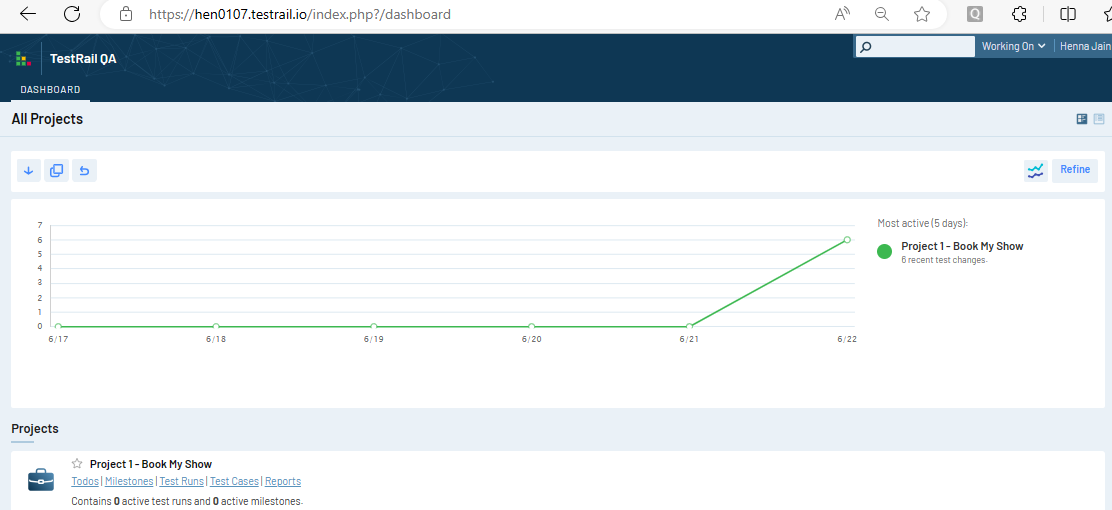 https://hen0107.testrail.io/index.php?/dashboard
TestRail QA
Working On
Henna Jain
DASHBOARD
All Projects
Refine
7
6
5
4
3
2
1
0
6/17 6/18 6/19 6/20 6/21 6/22
Most active (5 days):
Project 1 - Book My Show
6 recent test changes.
Projects
Project 1 - Book My Show
Todos | Milestones | Test Runs | Test Cases | Reports
Contains 0 active test runs and 0 active milestones.